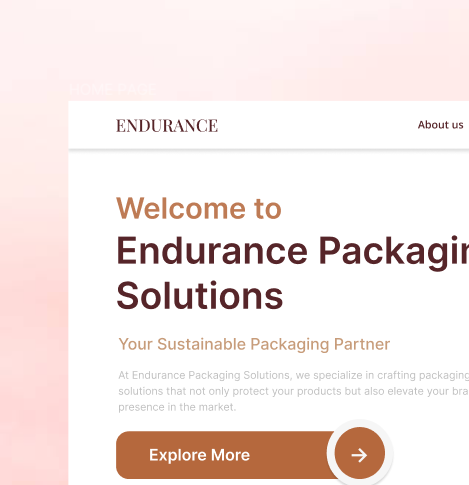 HOME PAGE
ENDURANCE
About us
Welcome to
Endurance Packagin
Solutions
Your Sustainable Packaging Partner
At Endurance Packaging Solutions, we specialize in crafting packaging
solutions that not only protect your products but also elevate your bra
presence in the market.
Explore More